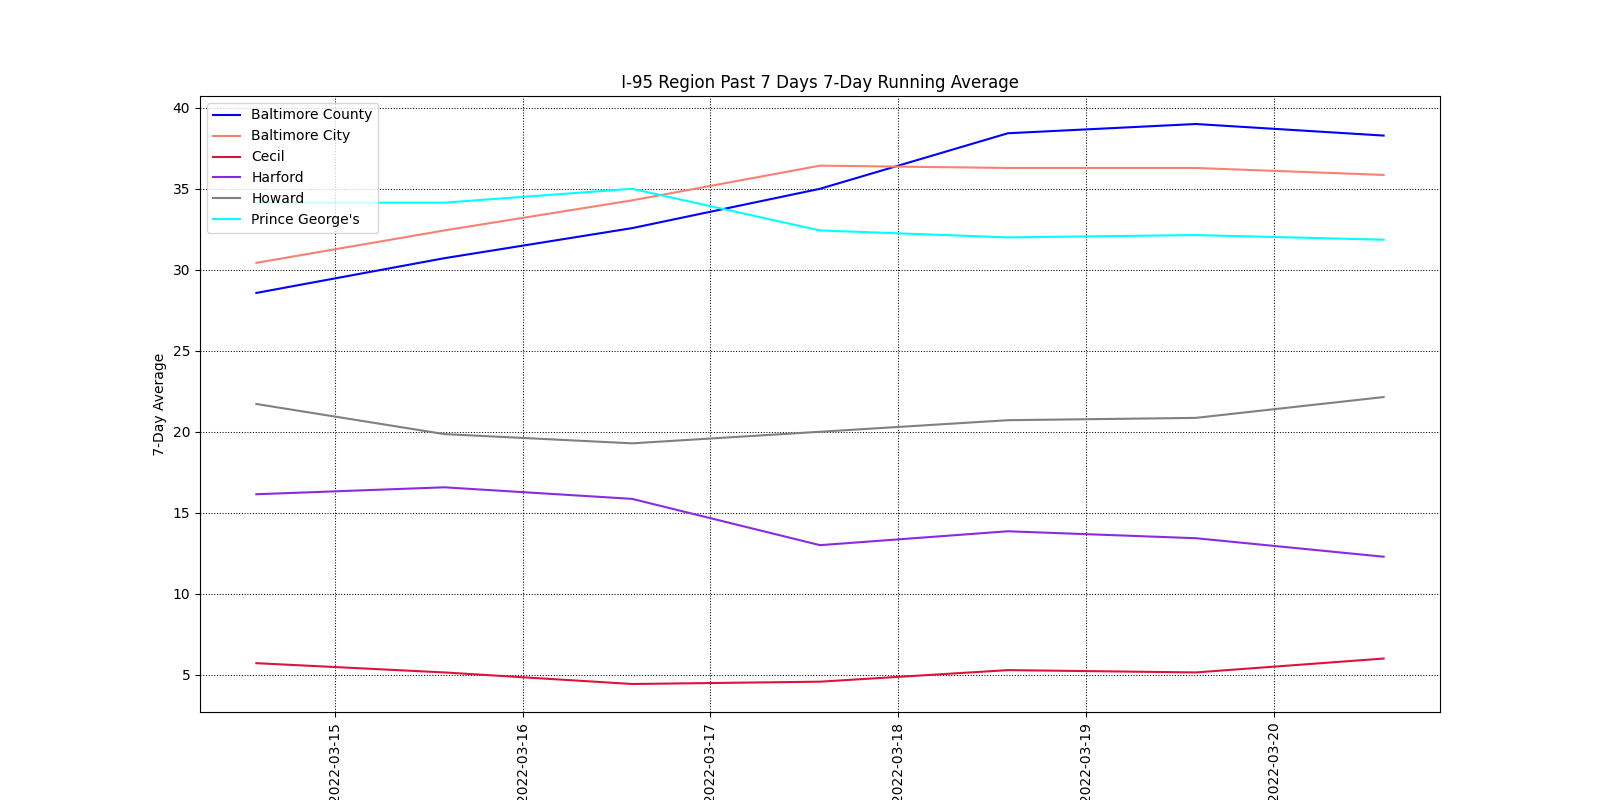 I-95 Region Past 7 Days 7-Day Running Average
40
35
30
25
20
15
10
5
7-Day Average
Baltimore County
Baltimore City
Cecil
Harford
Howard
Prince George's
2022-03-15
2022-03-16
2022-03-17
2022-03-18
2022-03-19
2022-03-20